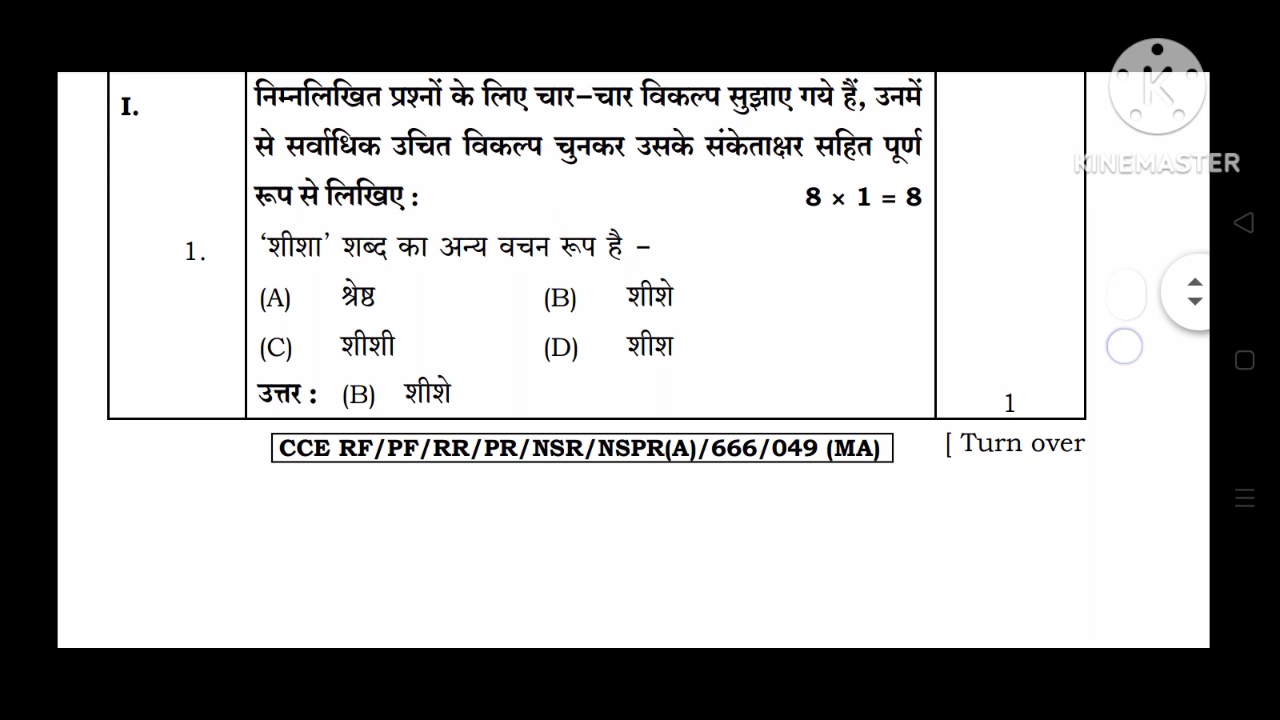 I. निम्नलिखित प्रश्नों के लिए चार–चार विकल्प सुझाए गये हैं, उनमें
से सर्वाधिक उचित विकल्प चुनकर उसके संकेताक्षर सहित पूर्ण
रूप से लिखिए : 8 × 1 = 8
1. ‘शीशा’ शब्द का अन्य वचन रूप है –
(A) श्रेष्ठ (B) शीशे
(C) शीशी (D) शीश
उत्तर : (B) शीशे 1
CCE RF/PF/RR/PR/NSR/NSPR(A)/666/049 (MA) [ Turn over
K
KINEMASTER